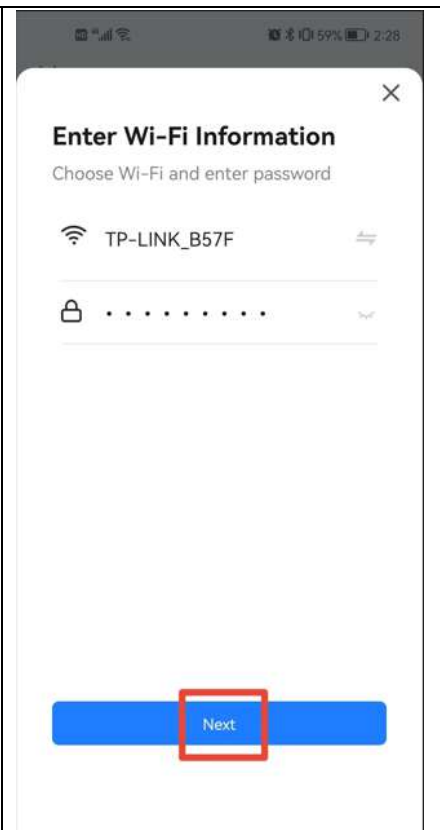 59% 2:28
Enter Wi-Fi Information
Choose Wi-Fi and enter password
TP-LINK_B57F
• • • • • • • • •
Next